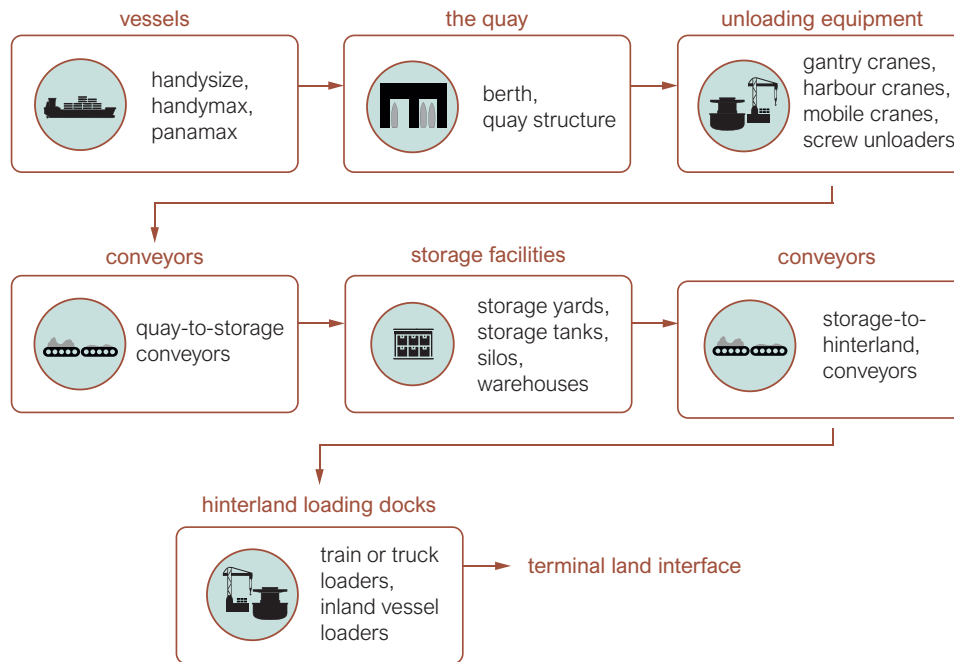 vessels
handysize,
handymax,
panamax
the quay
berth,
quay structure
unloading equipment
gantry cranes,
harbour cranes,
mobile cranes,
screw unloaders
conveyors
quay-to-storage
conveyors
storage facilities
storage yards,
storage tanks,
silos,
warehouses
conveyors
storage-to-
hinterland,
conveyors
hinterland loading docks
train or truck
loaders,
inland vessel
loaders
terminal land interface